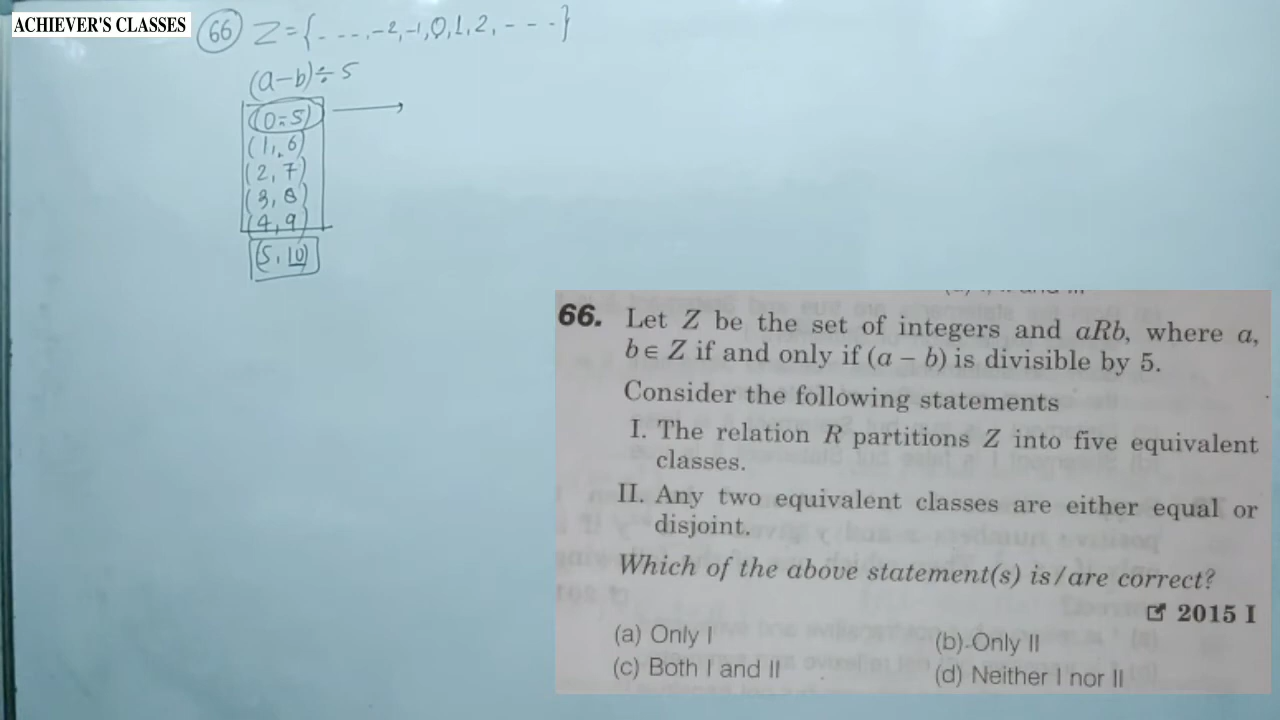 ACHIEVER'S CLASSES
66 Z={ - - -, -2, -1, 0, 1, 2, - - - }
(a-b)÷5
(0-5)
(1, 6)
(2, 7)
(3, 8)
(4, 9)
(5, 10)
66. Let Z be the set of integers and aRb, where a,
b ∈ Z if and only if (a – b) is divisible by 5.
Consider the following statements
I. The relation R partitions Z into five equivalent
classes.
II. Any two equivalent classes are either equal or
disjoint.
Which of the above statement(s) is/are correct?
2015 I
(a) Only I
(b) Only II
(c) Both I and II
(d) Neither I nor II